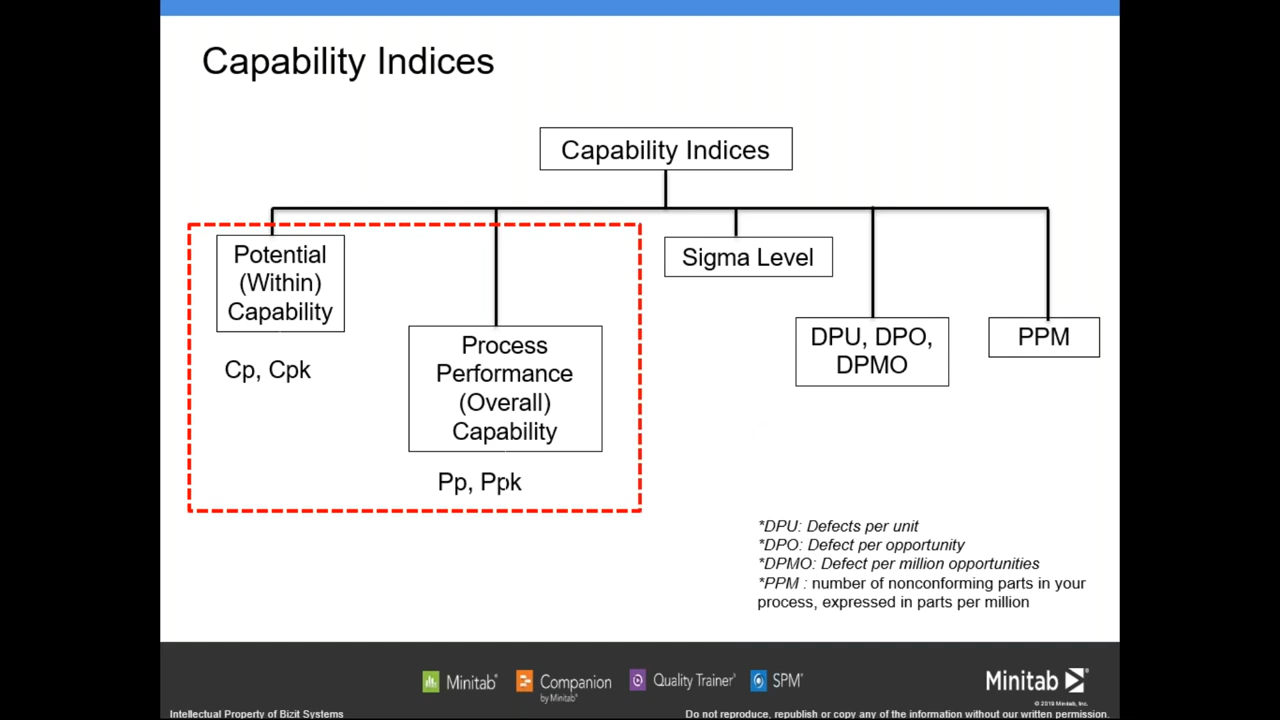 Capability Indices
Capability Indices
Potential
(Within)
Capability
Cp, Cpk
Process
Performance
(Overall)
Capability
Pp, Ppk
Sigma Level
DPU, DPO,
DPMO
PPM
*DPU: Defects per unit
*DPO: Defect per opportunity
*DPMO: Defect per million opportunities
*PPM : number of nonconforming parts in your
process, expressed in parts per million
Minitab®
Companion
by Minitab®
Quality Trainer®
SPM®
Minitab®
© 2019 Minitab, Inc.
Intellectual Property of Bizit Systems
Do not reproduce, republish or copy any of the information without our written permission.